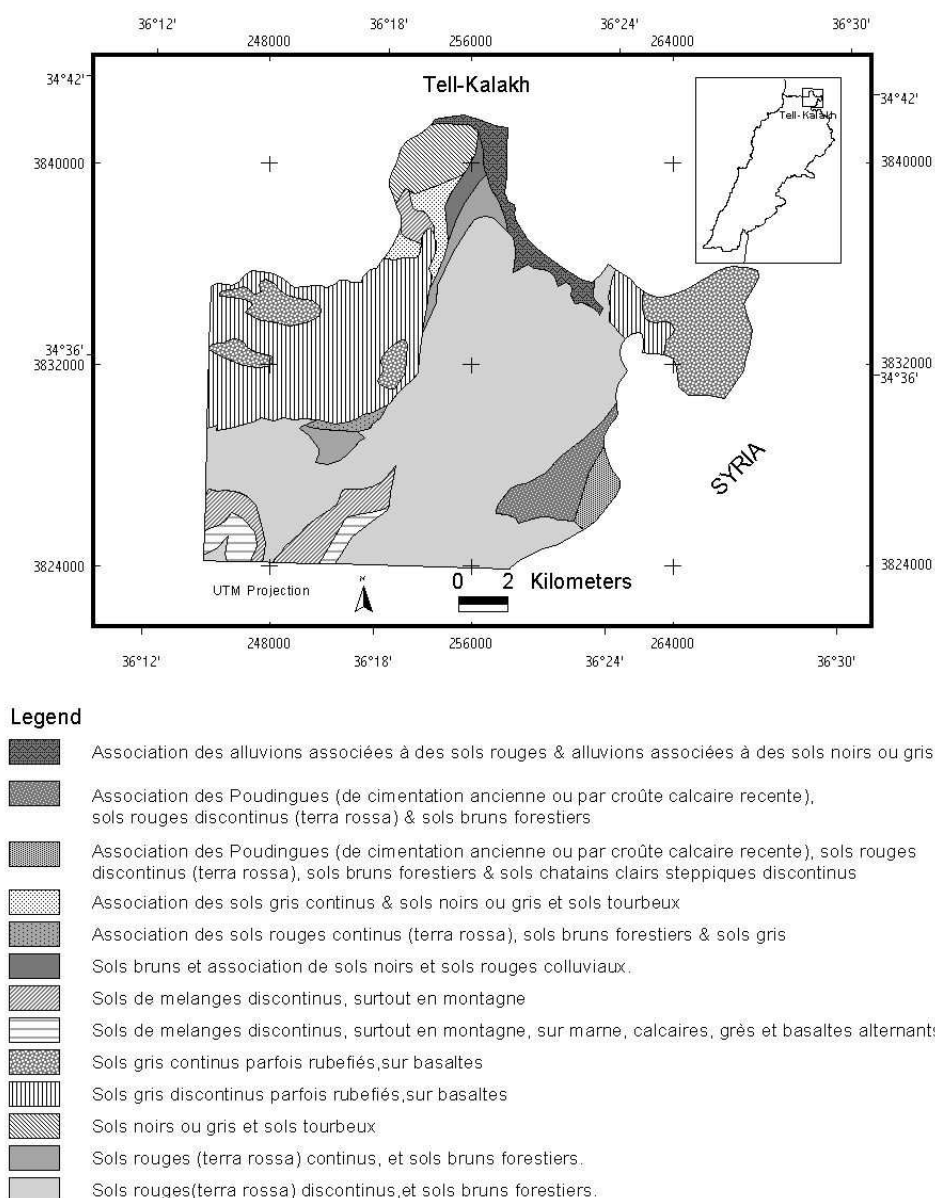 36°12' 36°18' 36°24' 36°30'
248000 256000 264000
34°42' Tell-Kalakh 34°42'
Tell-Kalakh
3840000 3840000
34°36'
3832000 3832000
34°36'
SYRIA
3824000 3824000
UTM Projection N 0 2 Kilometers
248000 256000 264000
36°12' 36°18' 36°24' 36°30'
Legend
Association des alluvions associées à des sols rouges & alluvions associées à des sols noirs ou gris
Association des Poudingues (de cimentation ancienne ou par croûte calcaire recente),
sols rouges discontinus (terra rossa) & sols bruns forestiers
Association des Poudingues (de cimentation ancienne ou par croûte calcaire recente), sols rouges
discontinus (terra rossa), sols bruns forestiers & sols chatains clairs steppiques discontinus
Association des sols gris continus & sols noirs ou gris et sols tourbeux
Association des sols rouges continus (terra rossa), sols bruns forestiers & sols gris
Sols bruns et association de sols noirs et sols rouges colluviaux.
Sols de melanges discontinus, surtout en montagne
Sols de melanges discontinus, surtout en montagne, sur marne, calcaires, grès et basaltes alternants
Sols gris continus parfois rubefiés,sur basaltes
Sols gris discontinus parfois rubefiés,sur basaltes
Sols noirs ou gris et sols tourbeux
Sols rouges (terra rossa) continus, et sols bruns forestiers.
Sols rouges(terra rossa) discontinus,et sols bruns forestiers.